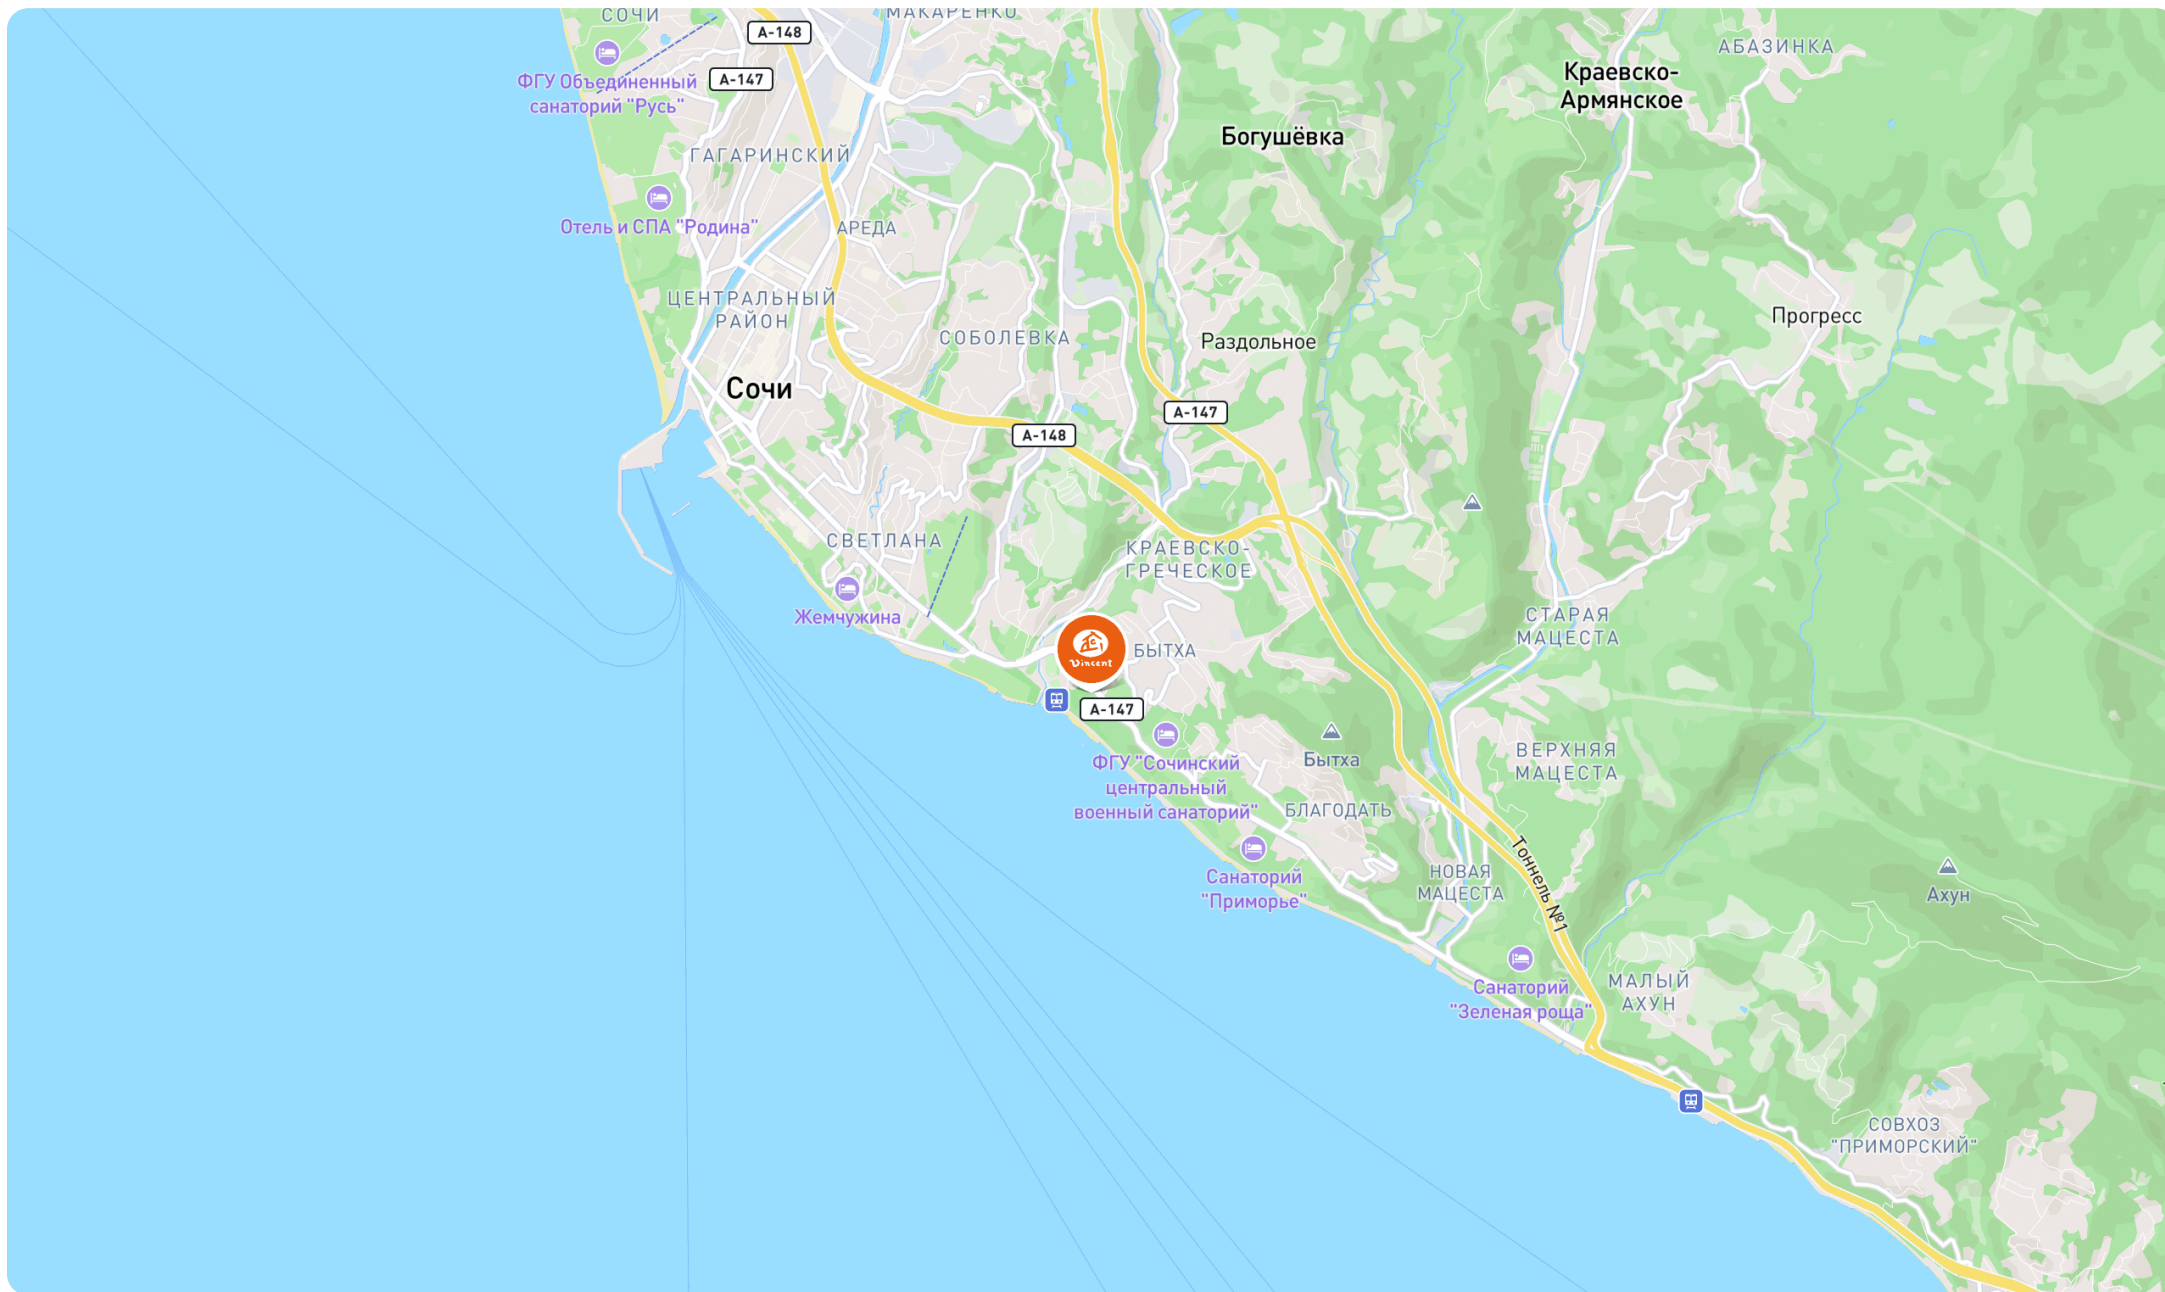 СОЧИ
МАКАРЕНКО
А-148
АБАЗИНКА
ФГУ Объединенный
санаторий "Русь"
А-147
Краевско-
Армянское
Богушёвка
ГАГАРИНСКИЙ
Отель и СПА "Родина"
АРЕДА
ЦЕНТРАЛЬНЫЙ
РАЙОН
СОБОЛЕВКА
Раздольное
Прогресс
Сочи
А-147
А-148
СВЕТЛАНА
КРАЕВСКО-
ГРЕЧЕСКОЕ
Жемчужина
СТАРАЯ
МАЦЕСТА
Vincent
БЫТХА
А-147
ФГУ "Сочинский
центральный
военный санаторий"
Бытха
ВЕРХНЯЯ
МАЦЕСТА
БЛАГОДАТЬ
Санаторий
"Приморье"
НОВАЯ
МАЦЕСТА
Тоннель №1
Ахун
Санаторий
"Зеленая роща"
МАЛЫЙ
АХУН
СОВХОЗ
"ПРИМОРСКИЙ"